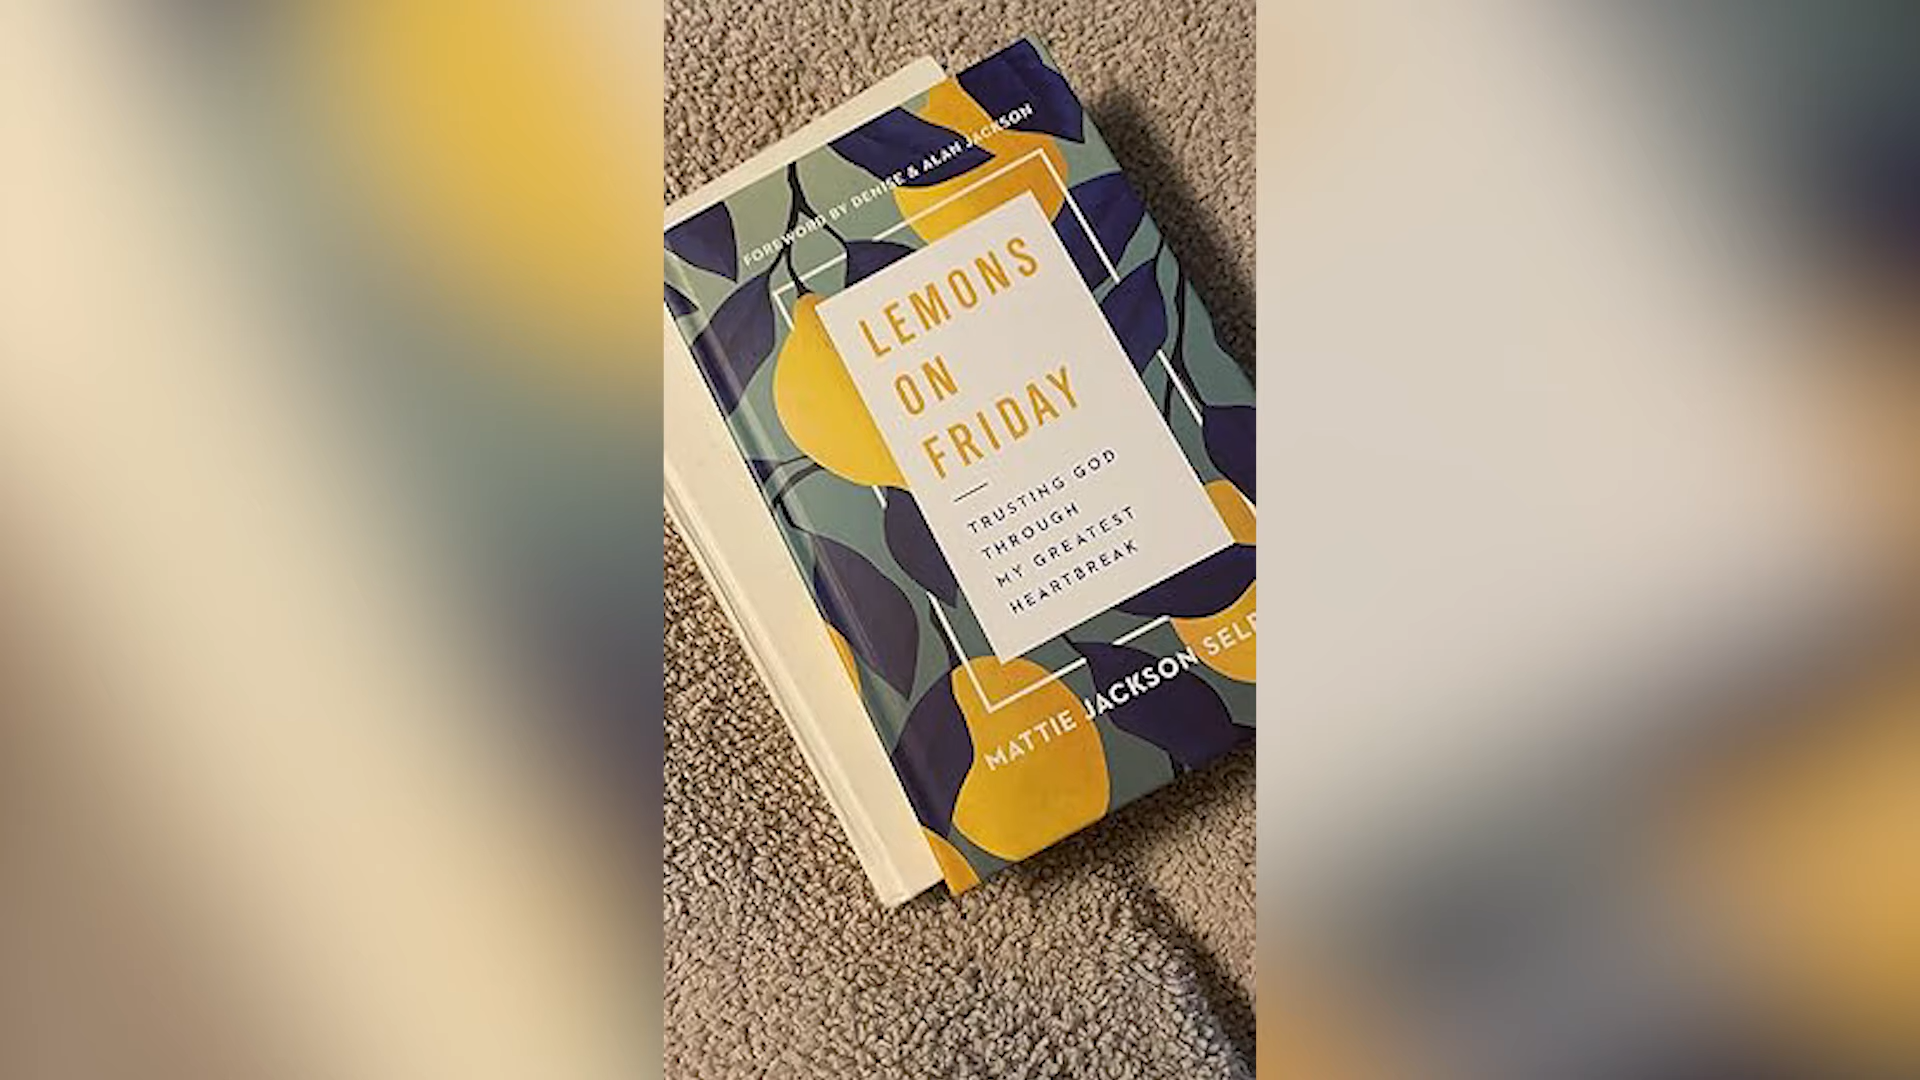 FOREWORD BY DENISE & ALAN JACKSON
LEMONS
ON
FRIDAY
TRUSTING GOD
THROUGH
MY GREATEST
HEARTBREAK
MATTIE JACKSON